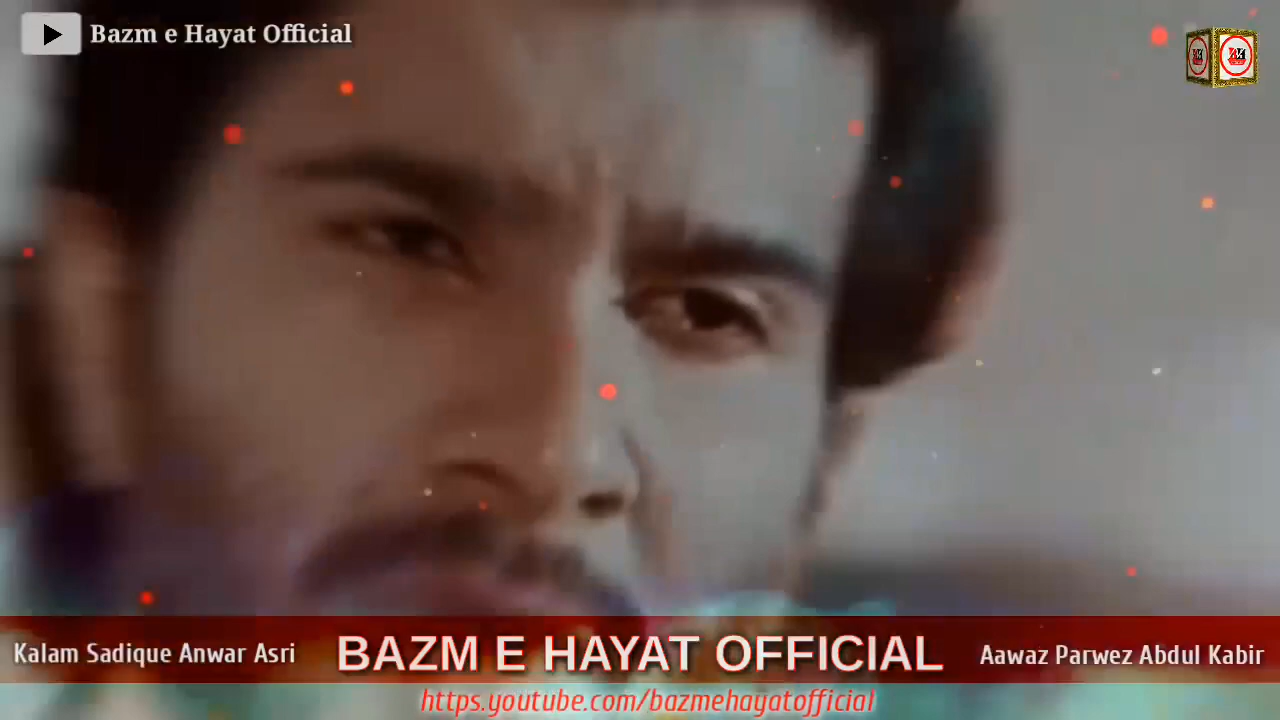 Bazm e Hayat Official
Kalam Sadique Anwar Asri
BAZM E HAYAT OFFICIAL
Aawaz Parwez Abdul Kabir
https.youtube.com/bazmehayatofficial